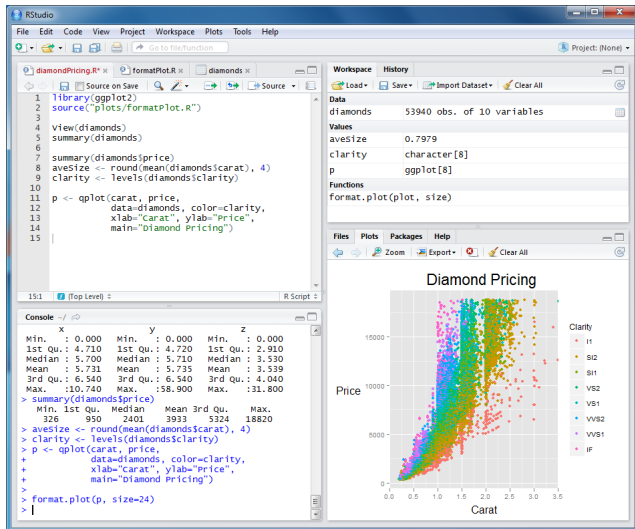 RStudio
File Edit Code View Project Workspace Plots Tools Help
Go to file/function
Project: (None)
diamondPricing.R* formatPlot.R diamonds
Source on Save Source
1 library(ggplot2)
2 source("plots/formatPlot.R")
3
4 View(diamonds)
5 summary(diamonds)
6
7 summary(diamonds$price)
8 aveSize <- round(mean(diamonds$carat), 4)
9 clarity <- levels(diamonds$clarity)
10
11 p <- qplot(carat, price,
12 data=diamonds, color=clarity,
13 xlab="Carat", ylab="Price",
14 main="Diamond Pricing")
15
15:1 (Top Level) R Script
Console ~/
x y z
Min. : 0.000 Min. : 0.000 Min. : 0.000
1st Qu.: 4.710 1st Qu.: 4.720 1st Qu.: 2.910
Median : 5.700 Median : 5.710 Median : 3.530
Mean : 5.731 Mean : 5.735 Mean : 3.539
3rd Qu.: 6.540 3rd Qu.: 6.540 3rd Qu.: 4.040
Max. :10.740 Max. :58.900 Max. :31.800
> summary(diamonds$price)
Min. 1st Qu. Median Mean 3rd Qu. Max.
326 950 2401 3933 5324 18820
> aveSize <- round(mean(diamonds$carat), 4)
> clarity <- levels(diamonds$clarity)
> p <- qplot(carat, price,
+ data=diamonds, color=clarity,
+ xlab="Carat", ylab="Price",
+ main="Diamond Pricing")
>
> format.plot(p, size=24)
>
Workspace History
Load Save Import Dataset Clear All
Data
diamonds 53940 obs. of 10 variables
Values
aveSize 0.7979
clarity character[8]
p ggplot[8]
Functions
format.plot(plot, size)
Files Plots Packages Help
Zoom Export Clear All
Diamond Pricing
Price
15000
10000
5000
0
0.0 0.5 1.0 1.5 2.0 2.5 3.0 3.5
Carat
Clarity
I1
SI2
SI1
VS2
VS1
VVS2
VVS1
IF